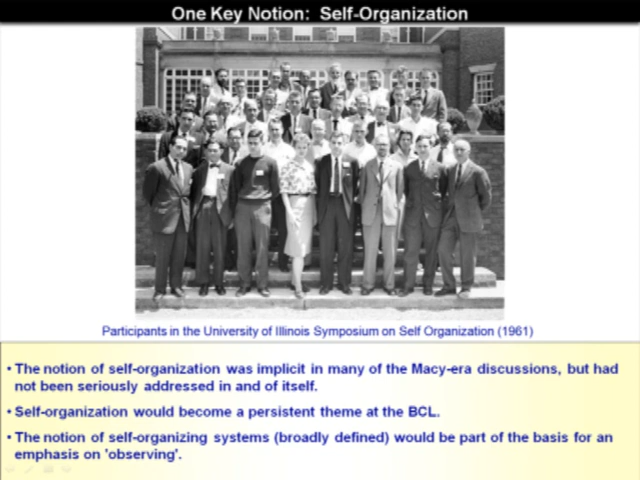 One Key Notion: Self-Organization
Participants in the University of Illinois Symposium on Self Organization (1961)
• The notion of self-organization was implicit in many of the Macy-era discussions, but had
not been seriously addressed in and of itself.
• Self-organization would become a persistent theme at the BCL.
• The notion of self-organizing systems (broadly defined) would be part of the basis for an
emphasis on 'observing'.